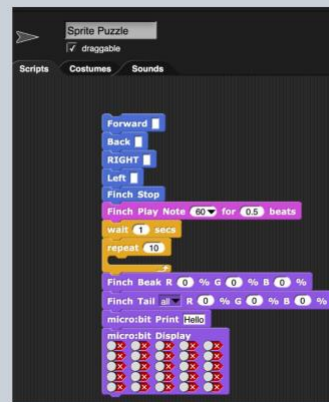 Sprite Puzzle
draggable
Scripts Costumes Sounds
Forward
Back
RIGHT
Left
Finch Stop
Finch Play Note 60 for 0.5 beats
wait 1 secs
repeat 10
Finch Beak R 0 % G 0 % B 0 %
Finch Tail all R 0 % G 0 % B 0 %
micro:bit Print Hello
micro:bit Display